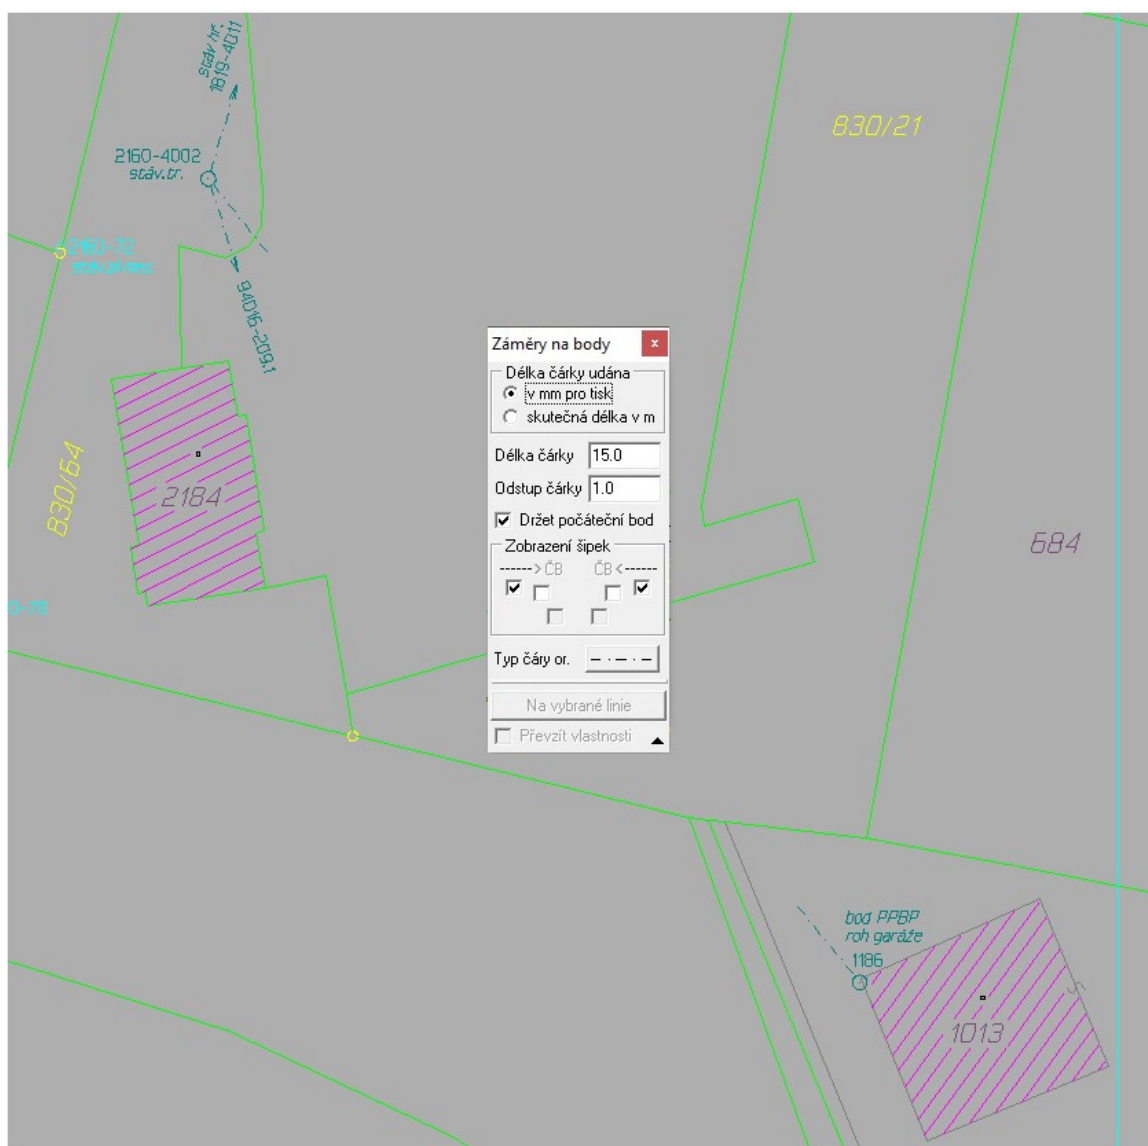 stáv.hř.
1819-4011
830/21
2160-4002
stáv.tr.
2160-72
94016-209.1
Záměry na body
Délka čárky udána
v mm pro tisk
skutečná délka v m
Délka čárky 15.0
Odstup čárky 1.0
Držet počáteční bod
Zobrazení šipek
------>ČB ČB<------
Typ čáry or.
Na vybrané linie
Převzít vlastnosti
830/64
2184
684
bod PPBP
roh garáže
1186
1013